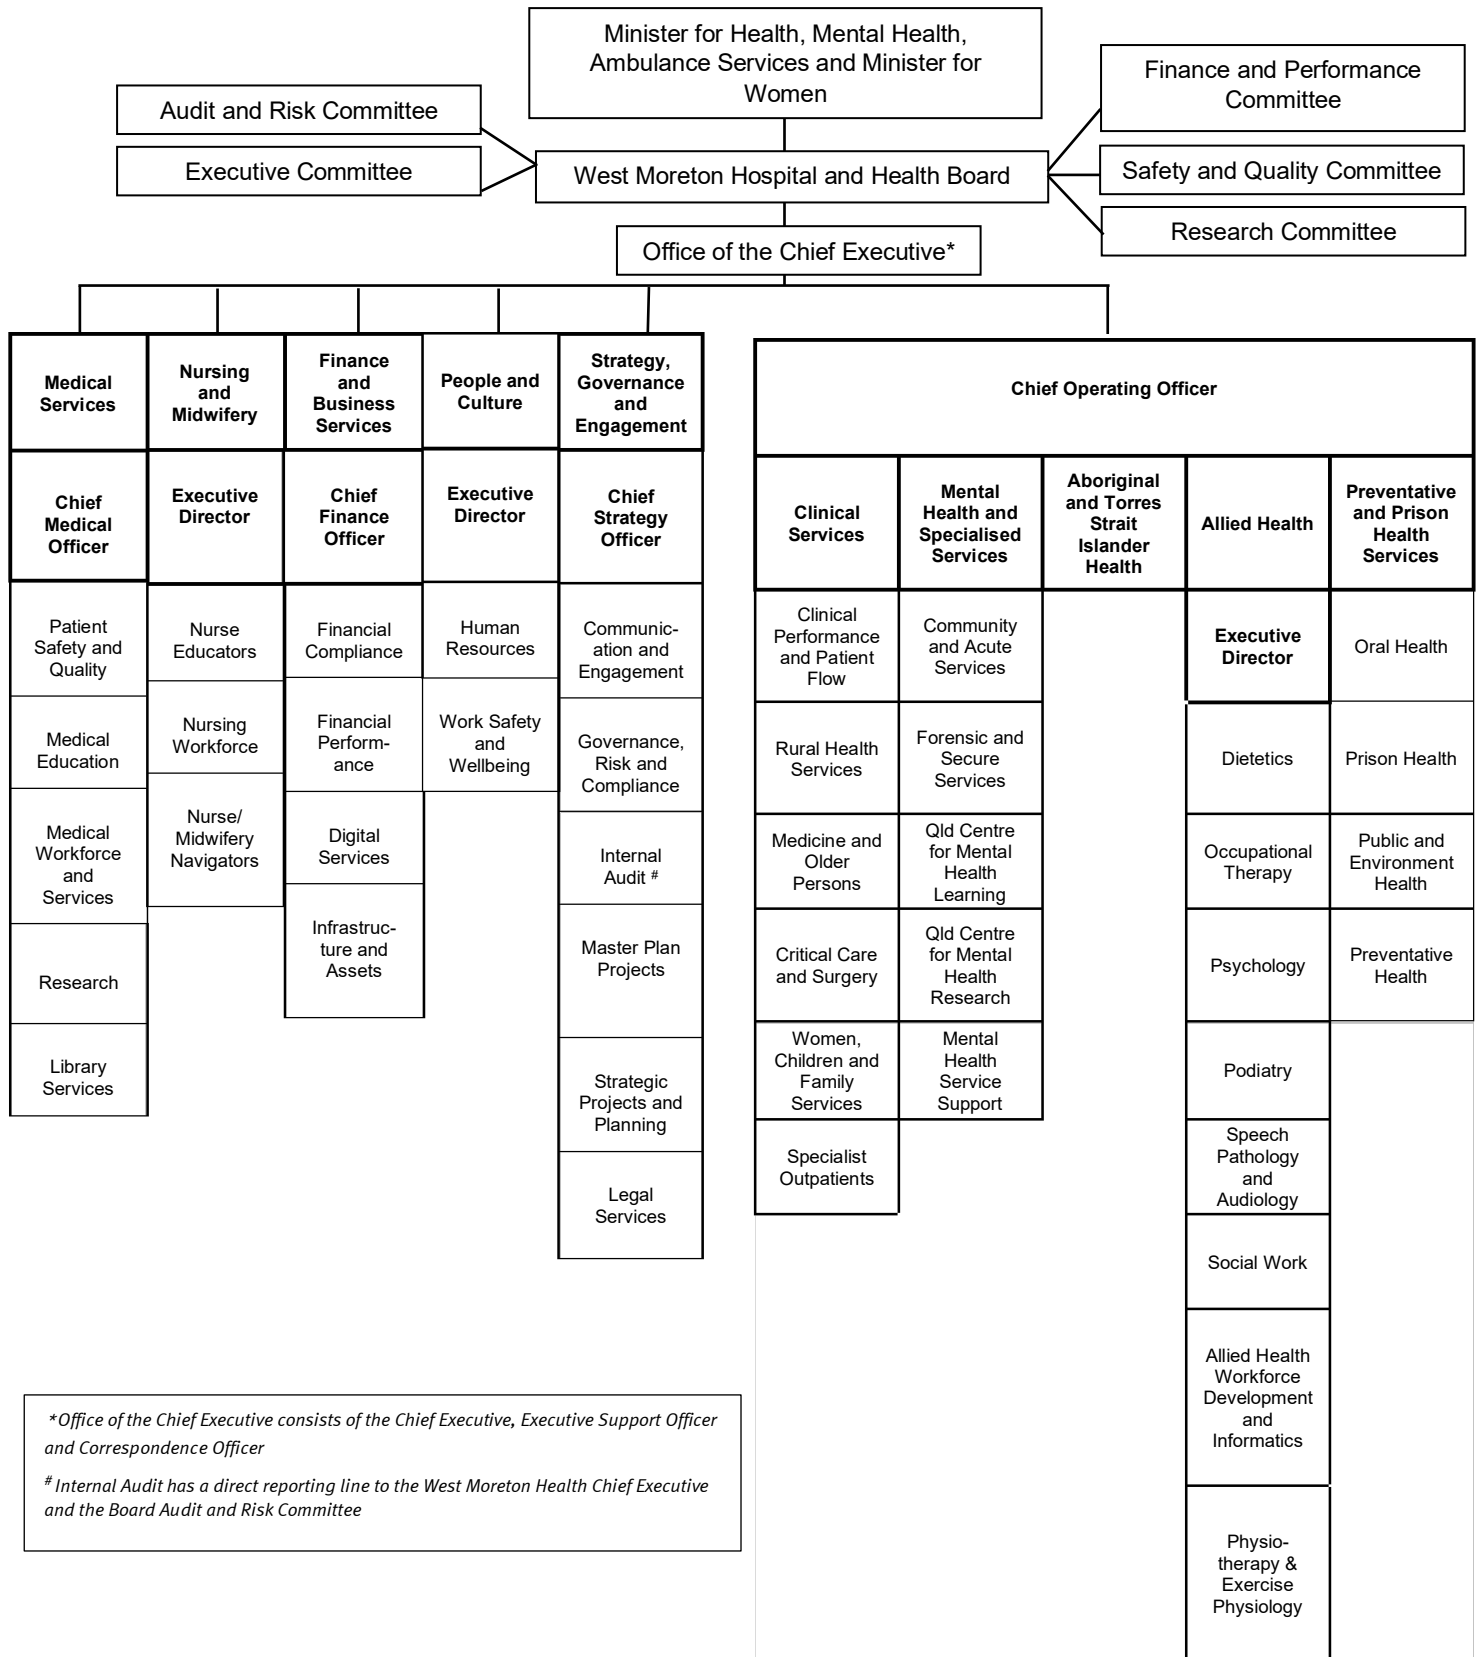 Minister for Health, Mental Health,
Ambulance Services and Minister for
Women
Audit and Risk Committee
Executive Committee
West Moreton Hospital and Health Board
Finance and Performance
Committee
Safety and Quality Committee
Research Committee
Office of the Chief Executive*
Medical
Services
Chief
Medical
Officer
Patient
Safety and
Quality
Medical
Education
Medical
Workforce
and
Services
Research
Library
Services
Nursing
and
Midwifery
Executive
Director
Nurse
Educators
Nursing
Workforce
Nurse/
Midwifery
Navigators
Finance
and
Business
Services
Chief
Finance
Officer
Financial
Compliance
Financial
Perform-
ance
Digital
Services
Infrastruc-
ture and
Assets
People and
Culture
Executive
Director
Human
Resources
Work Safety
and
Wellbeing
Strategy,
Governance
and
Engagement
Chief
Strategy
Officer
Communic-
ation and
Engagement
Governance,
Risk and
Compliance
Internal
Audit #
Master Plan
Projects
Strategic
Projects and
Planning
Legal
Services
Chief Operating Officer
Clinical
Services
Clinical
Performance
and Patient
Flow
Rural Health
Services
Medicine and
Older
Persons
Critical Care
and Surgery
Women,
Children and
Family
Services
Specialist
Outpatients
Mental
Health and
Specialised
Services
Community
and Acute
Services
Forensic and
Secure
Services
Qld Centre
for Mental
Health
Learning
Qld Centre
for Mental
Health
Research
Mental
Health
Service
Support
Aboriginal
and Torres
Strait
Islander
Health
Allied Health
Executive
Director
Dietetics
Occupational
Therapy
Psychology
Podiatry
Speech
Pathology
and
Audiology
Social Work
Allied Health
Workforce
Development
and
Informatics
Physio-
therapy &
Exercise
Physiology
Preventative
and Prison
Health
Services
Oral Health
Prison Health
Public and
Environment
Health
Preventative
Health
*Office of the Chief Executive consists of the Chief Executive, Executive Support Officer
and Correspondence Officer
# Internal Audit has a direct reporting line to the West Moreton Health Chief Executive
and the Board Audit and Risk Committee